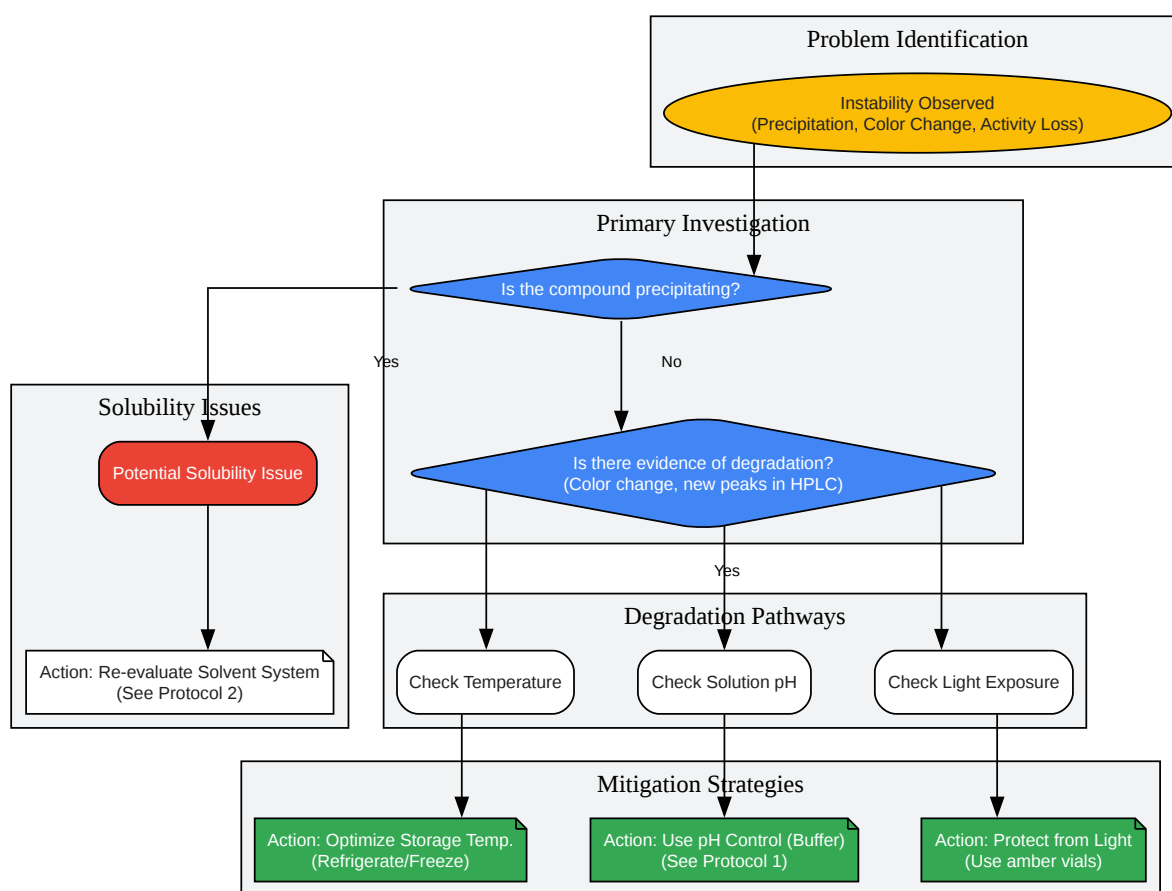 Problem Identification
Instability Observed
(Precipitation, Color Change, Activity Loss)
Primary Investigation
Is the compound precipitating?
Yes
No
Solubility Issues
Potential Solubility Issue
Is there evidence of degradation?
(Color change, new peaks in HPLC)
Yes
Degradation Pathways
Action: Re-evaluate Solvent System
(See Protocol 2)
Check Temperature
Check Solution pH
Check Light Exposure
Mitigation Strategies
Action: Optimize Storage Temp.
(Refrigerate/Freeze)
Action: Use pH Control (Buffer)
(See Protocol 1)
Action: Protect from Light
(Use amber vials)